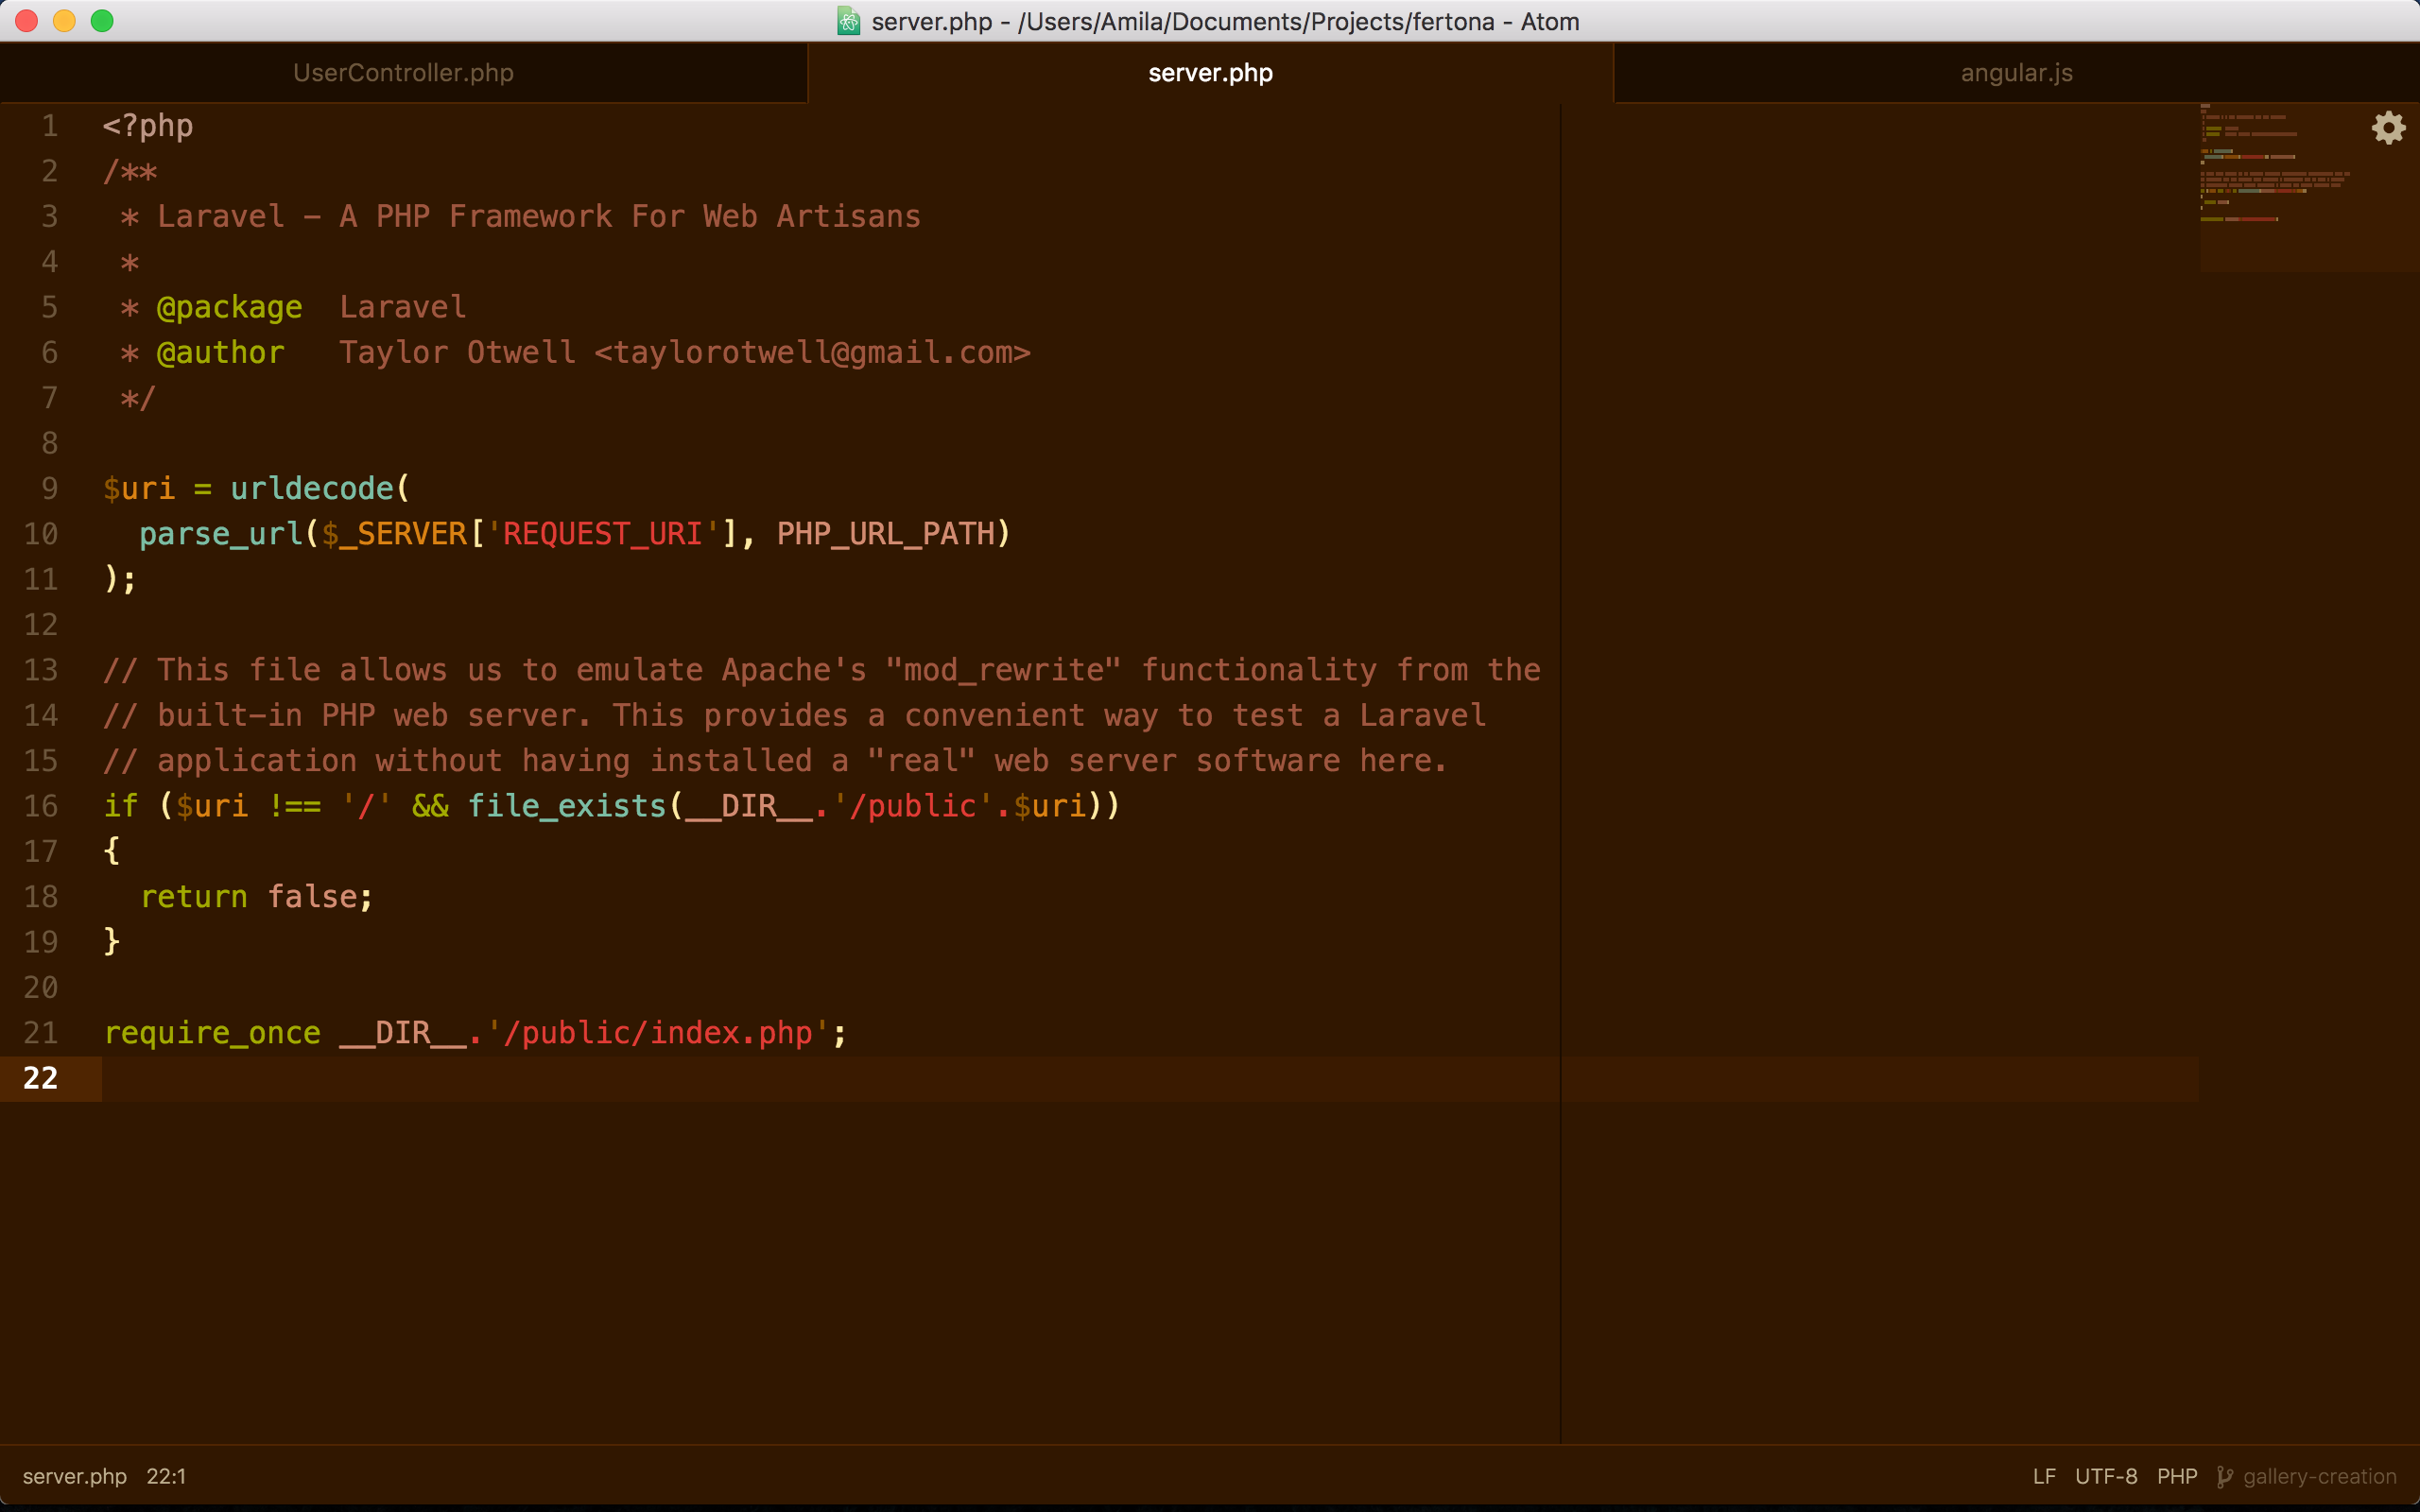 server.php - /Users/Amila/Documents/Projects/fertona - Atom
UserController.php server.php angular.js
1 <?php
2 /**
3  * Laravel - A PHP Framework For Web Artisans
4  *
5  * @package  Laravel
6  * @author   Taylor Otwell <taylorotwell@gmail.com>
7  */
8
9 $uri = urldecode(
10   parse_url($_SERVER['REQUEST_URI'], PHP_URL_PATH)
11 );
12
13 // This file allows us to emulate Apache's "mod_rewrite" functionality from the
14 // built-in PHP web server. This provides a convenient way to test a Laravel
15 // application without having installed a "real" web server software here.
16 if ($uri !== '/' && file_exists(__DIR__.'/public'.$uri))
17 {
18   return false;
19 }
20
21 require_once __DIR__.'/public/index.php';
22
server.php 22:1 LF UTF-8 PHP gallery-creation